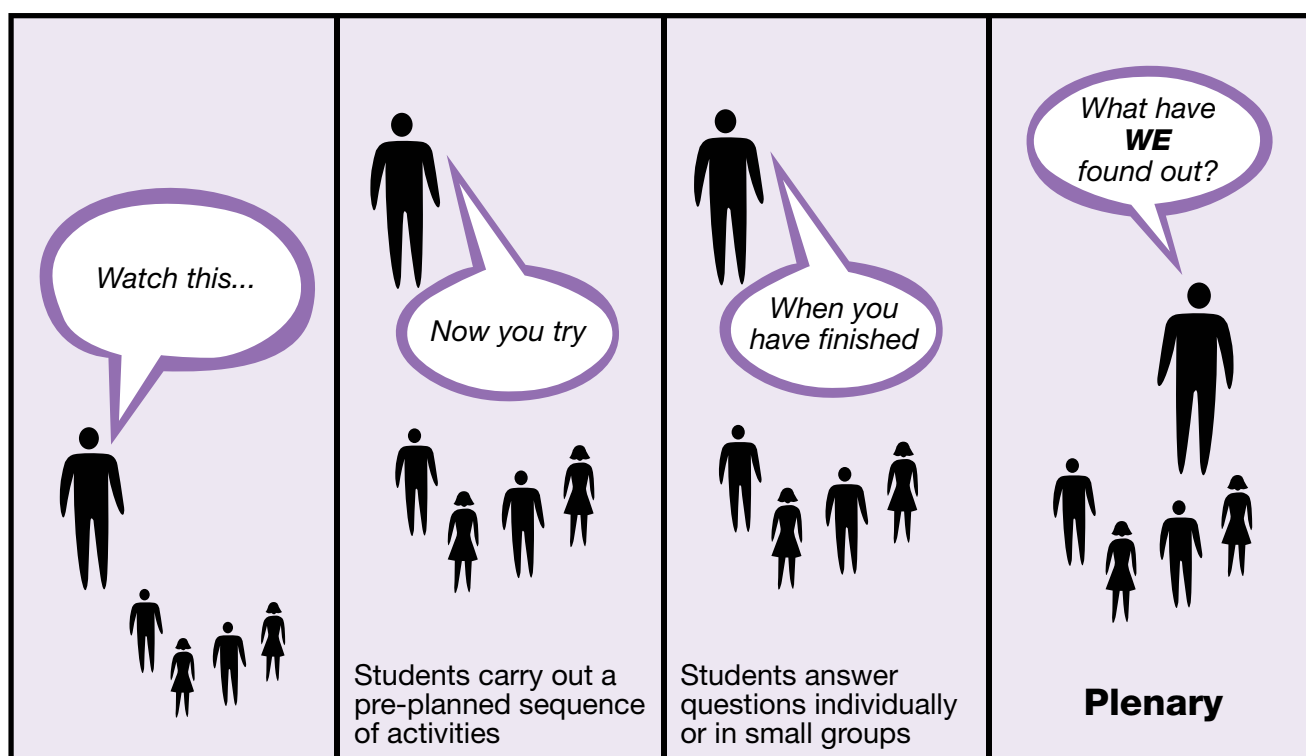 Watch this...
Now you try
Students carry out a
pre-planned sequence
of activities
When you
have finished
Students answer
questions individually
or in small groups
What have
WE
found out?
Plenary